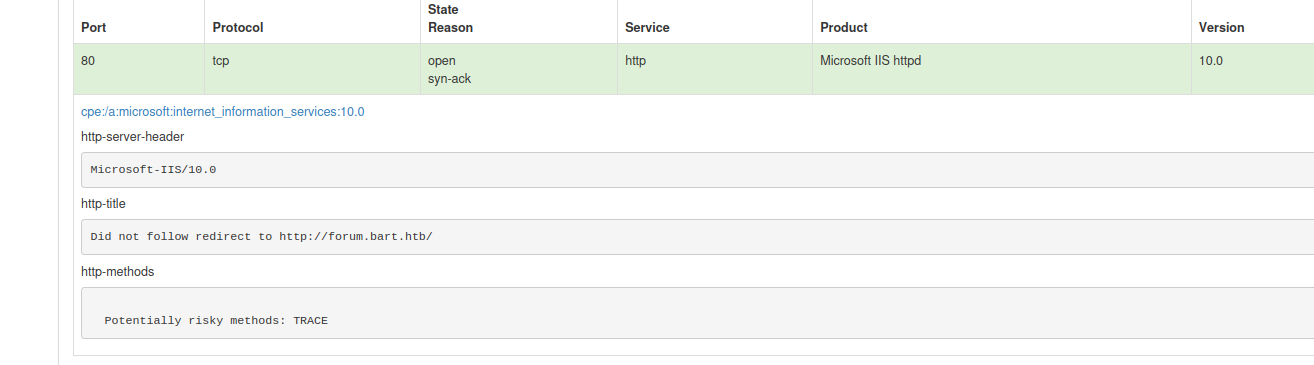 Port Protocol State Reason Service Product Version
80 tcp open syn-ack http Microsoft IIS httpd 10.0
cpe:/a:microsoft:internet_information_services:10.0
http-server-header
Microsoft-IIS/10.0
http-title
Did not follow redirect to http://forum.bart.htb/
http-methods
Potentially risky methods: TRACE